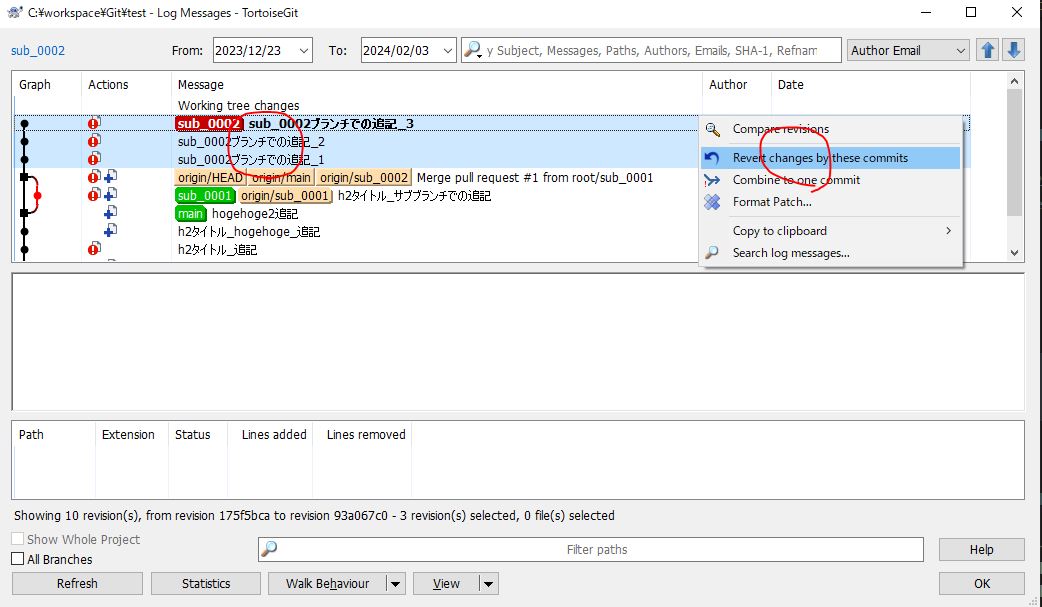 C:¥workspace¥Git¥test - Log Messages - TortoiseGit
sub_0002 From: 2023/12/23 To: 2024/02/03 y Subject, Messages, Paths, Authors, Emails, SHA-1, Refnam Author Email
Graph Actions Message Author Date
Working tree changes
sub_0002 sub_0002ブランチでの追記_3
sub_0002ブランチでの追記_2
sub_0002ブランチでの追記_1
origin/HEAD origin/main origin/sub_0002 Merge pull request #1 from root/sub_0001
sub_0001 origin/sub_0001 h2タイトル_サブブランチでの追記
main hogehoge2追記
h2タイトル_hogehoge_追記
h2タイトル_追記
Compare revisions
Revert changes by these commits
Combine to one commit
Format Patch...
Copy to clipboard
Search log messages...
Path Extension Status Lines added Lines removed
Showing 10 revision(s), from revision 175f5bca to revision 93a067c0 - 3 revision(s) selected, 0 file(s) selected
Show Whole Project
All Branches
Filter paths
Help
Refresh Statistics Walk Behaviour View OK